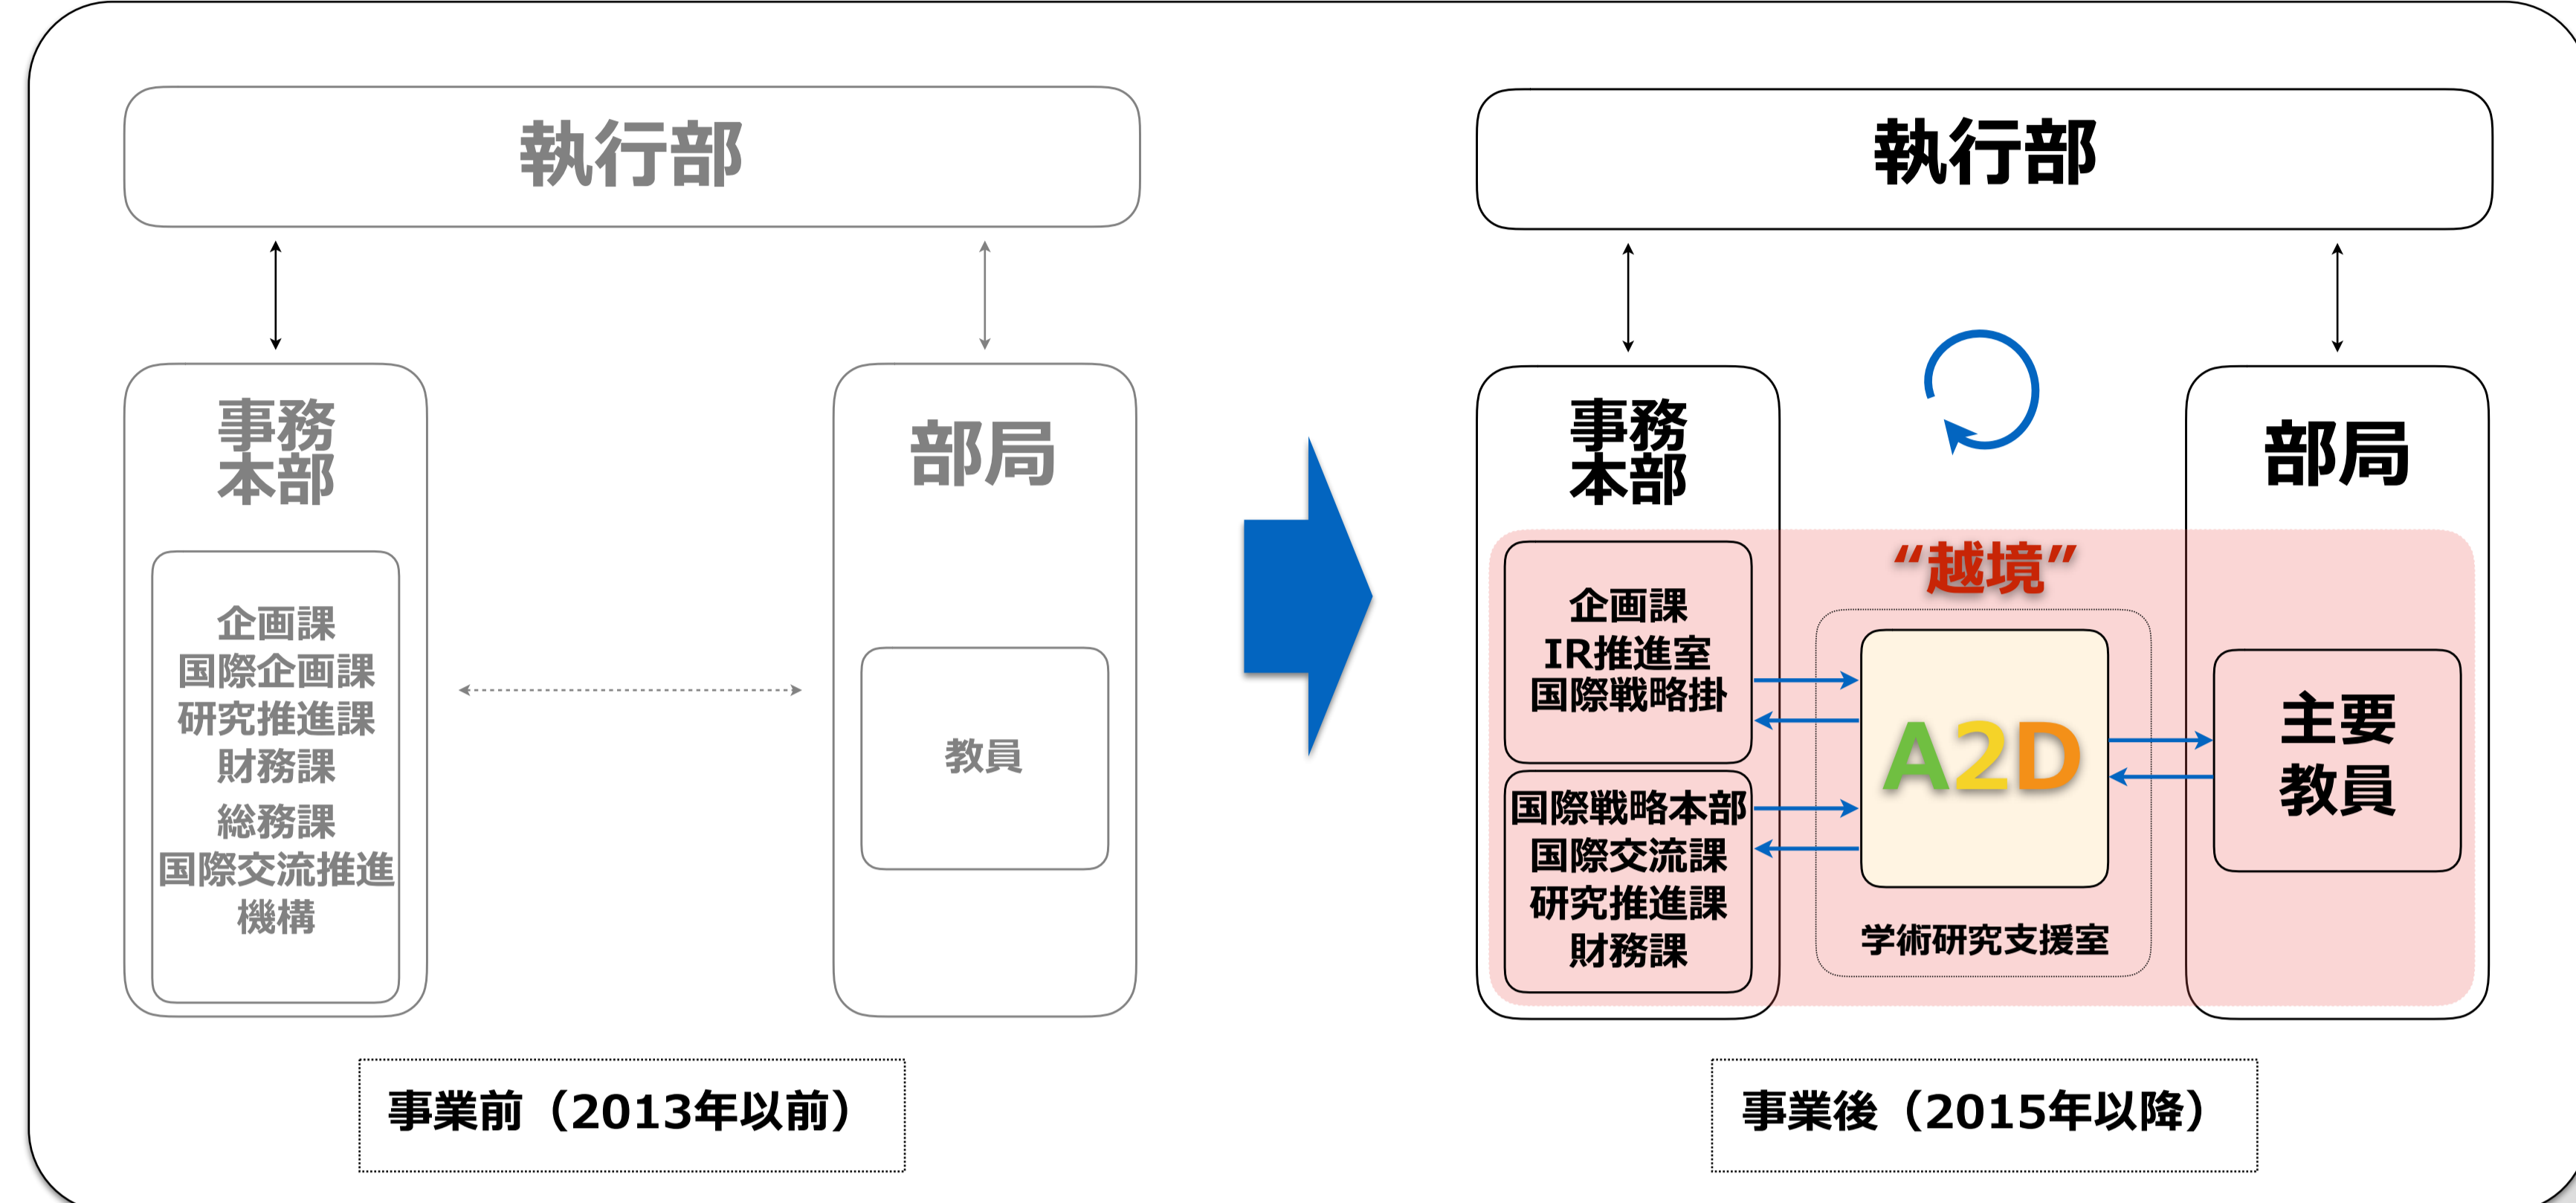 執行部
事務
本部
企画課
国際企画課
研究推進課
財務課
総務課
国際交流推進
機構
部局
教員
事業前（2013年以前）
執行部
事務
本部
企画課
IR推進室
国際戦略掛
国際戦略本部
国際交流課
研究推進課
財務課
“越境”
A2D
学術研究支援室
部局
主要
教員
事業後（2015年以降）